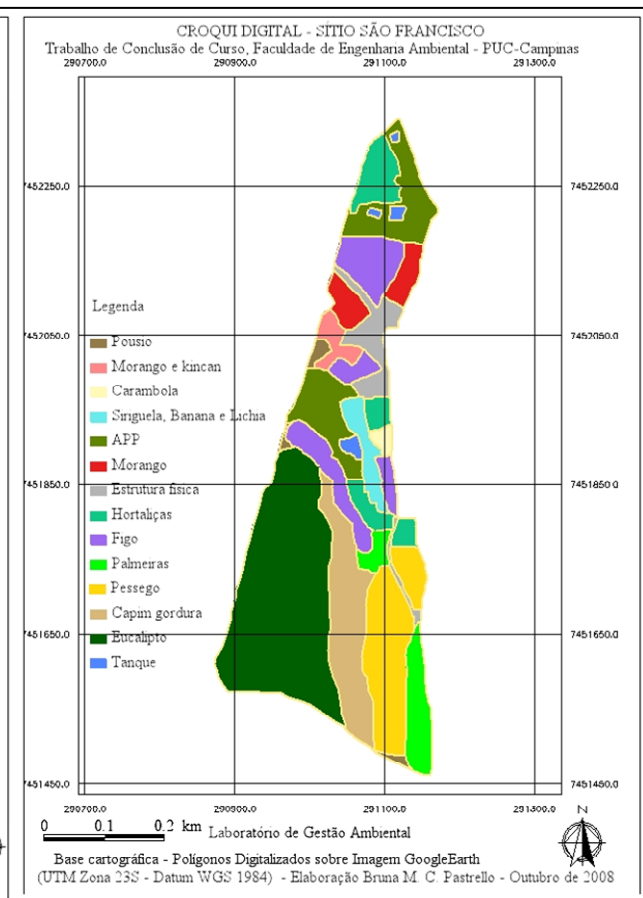 CROQUI DIGITAL - SÍTIO SÃO FRANCISCO
Trabalho de Conclusão de Curso, Faculdade de Engenharia Ambiental - PUC-Campinas
290700.0 290900.0 291100.0 291300.0
7452250.0 7452250.0
7452050.0 7452050.0
7451850.0 7451850.0
7451650.0 7451650.0
7451450.0 7451450.0
Legenda
Pousio
Morango e kincan
Carambola
Siriguela, Banana e Lichia
APP
Morango
Estrutura física
Hortaliças
Figo
Palmeiras
Pessego
Capim gordura
Eucalipto
Tanque
290700.0 290900.0 291100.0 291300.0
0 0.1 0.2 km
Laboratório de Gestão Ambiental
N
Base cartográfica - Polígonos Digitalizados sobre Imagem GoogleEarth
(UTM Zona 23S - Datum WGS 1984) - Elaboração Bruna M. C. Pastrello - Outubro de 2008